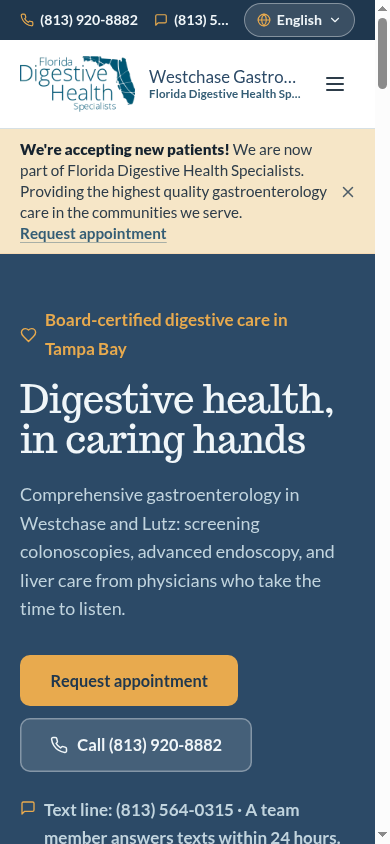 (813) 920-8882 (813) 5... English
Florida
Digestive
Health
Specialists
Westchase Gastro...
Florida Digestive Health Sp...
We're accepting new patients! We are now
part of Florida Digestive Health Specialists.
Providing the highest quality gastroenterology
care in the communities we serve.
Request appointment
Board-certified digestive care in
Tampa Bay
Digestive health,
in caring hands
Comprehensive gastroenterology in
Westchase and Lutz: screening
colonoscopies, advanced endoscopy, and
liver care from physicians who take the
time to listen.
Request appointment
Call (813) 920-8882
Text line: (813) 564-0315 · A team
member answers texts within 24 hours.